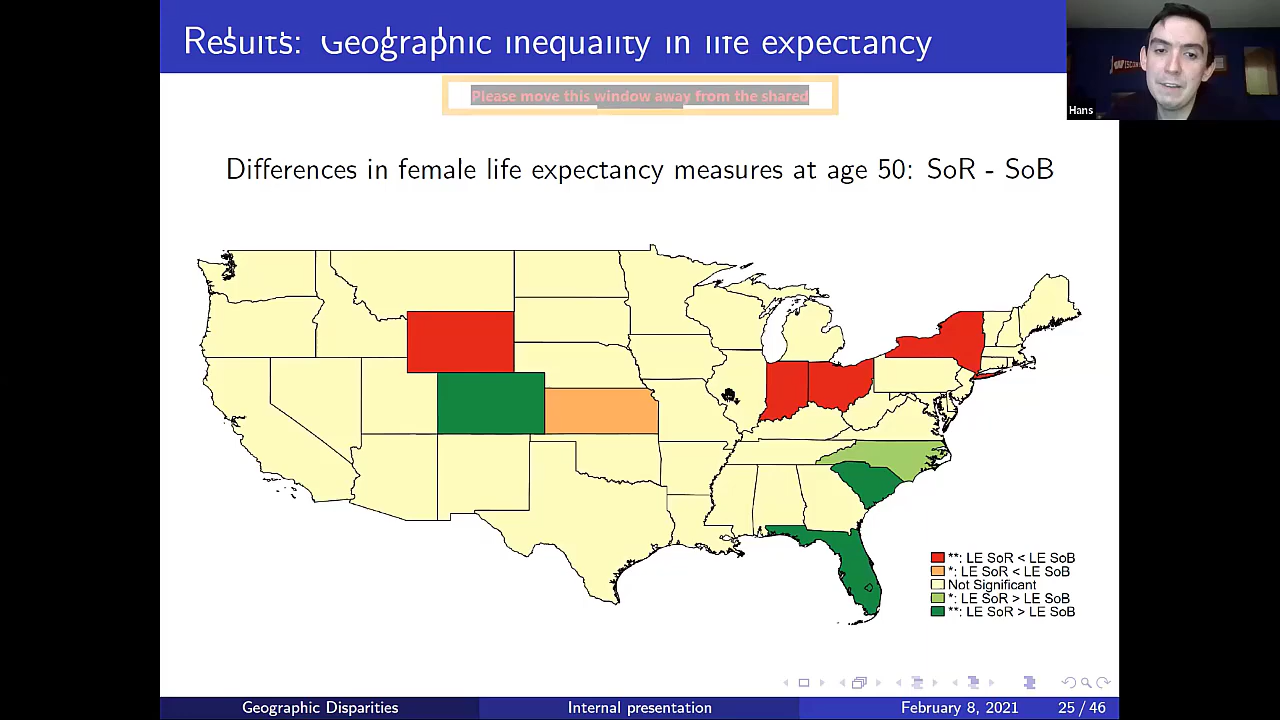 Results: Geographic inequality in life expectancy
Please move this window away from the shared
Hans
Differences in female life expectancy measures at age 50: SoR - SoB
**: LE SoR < LE SoB
*: LE SoR < LE SoB
Not Significant
*: LE SoR > LE SoB
**: LE SoR > LE SoB
Geographic Disparities
Internal presentation
February 8, 2021
25 / 46